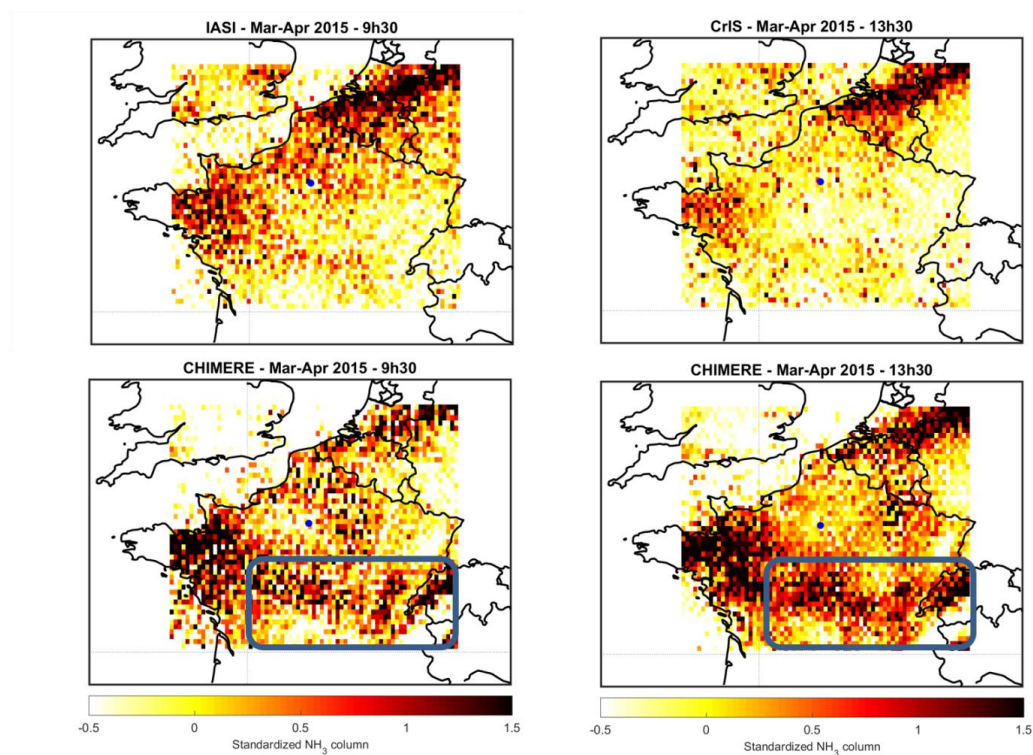 IASI - Mar-Apr 2015 - 9h30
CrIS - Mar-Apr 2015 - 13h30
CHIMERE - Mar-Apr 2015 - 9h30
CHIMERE - Mar-Apr 2015 - 13h30
-0.5 0 0.5 1 1.5
Standardized NH₃ column
-0.5 0 0.5 1 1.5
Standardized NH₃ column